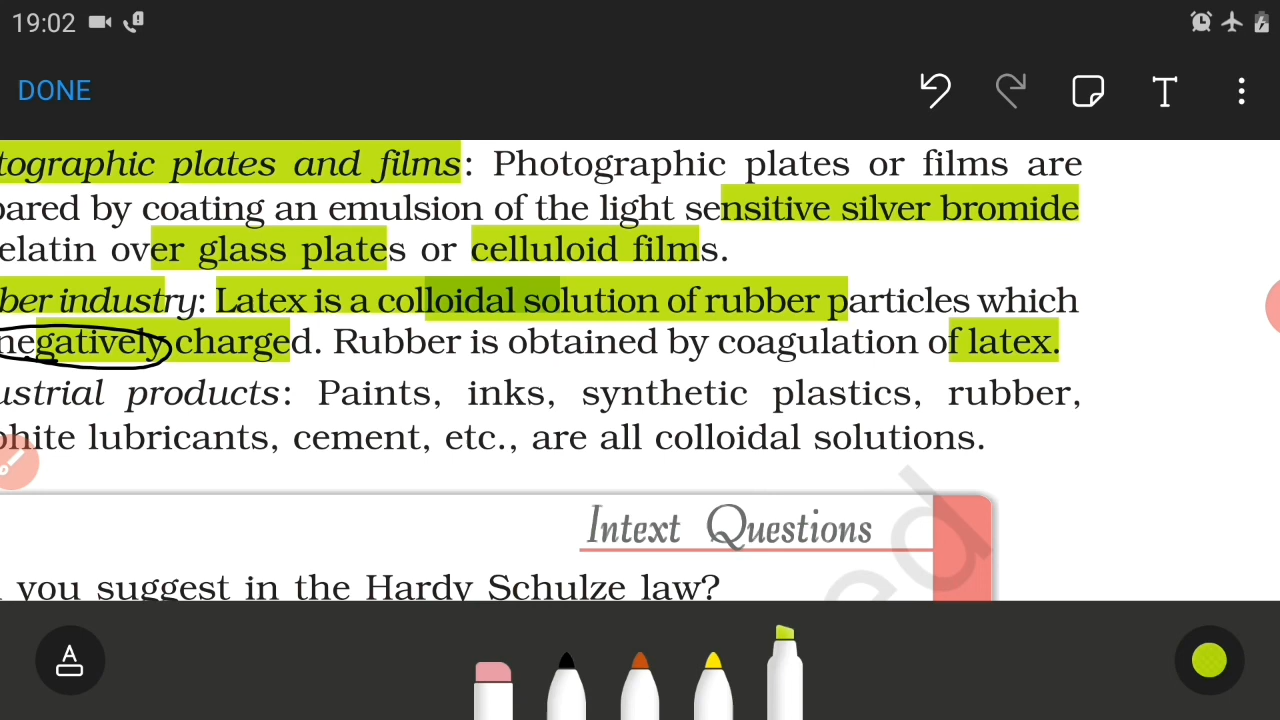 19:02
DONE
T
tographic plates and films: Photographic plates or films are
pared by coating an emulsion of the light sensitive silver bromide
elatin over glass plates or celluloid films.
ber industry: Latex is a colloidal solution of rubber particles which
negatively charged. Rubber is obtained by coagulation of latex.
ustrial products: Paints, inks, synthetic plastics, rubber,
phite lubricants, cement, etc., are all colloidal solutions.
Intext Questions
you suggest in the Hardy Schulze law?
ed
A